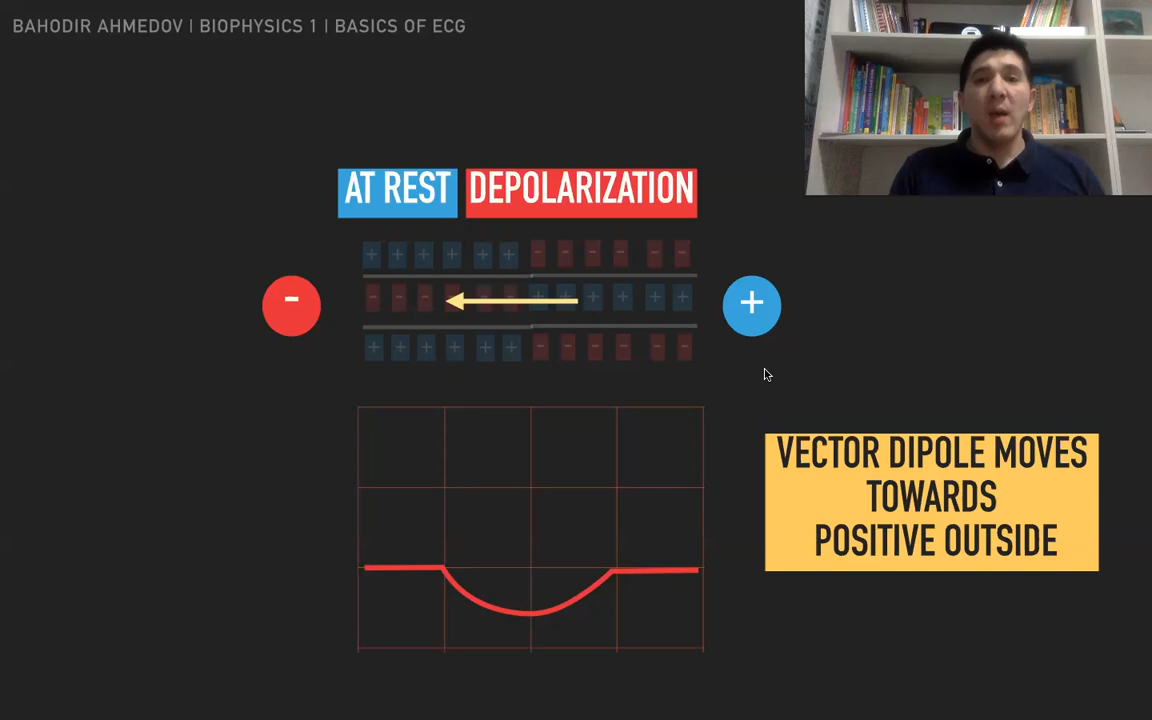 BAHODIR AHMEDOV | BIOPHYSICS 1 | BASICS OF ECG
AT REST DEPOLARIZATION
+ + + + + + - - - - - -
- + 
- - - - - - + + + + + +
+ + + + + + - - - - - -
VECTOR DIPOLE MOVES
TOWARDS
POSITIVE OUTSIDE